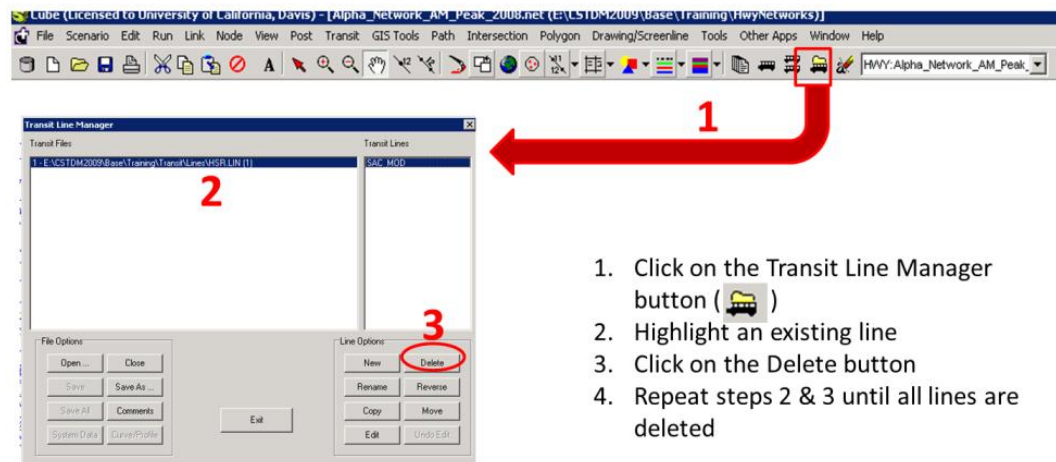 Cube (Licensed to University of California, Davis) - [Alpha_Network_AM_Peak_2008.net (E:\CSTDM2009\Base\Training\HwyNetworks)]
File Scenario Edit Run Link Node View Post Transit GIS Tools Path Intersection Polygon Drawing/Screenline Tools Other Apps Window Help
HWY:Alpha_Network_AM_Peak_
1
Transit Line Manager
Transit Files Transit Lines
1 - E:\CSTDM2009\Base\Training\Transit\Lines\HSR.LIN (1) SAC_MOD
2
3
File Options Line Options
Open ... Close New Delete
Save Save As ... Rename Reverse
Save All Comments Exit Copy Move
System Data Curve/Profile Edit Undo Edit
1. Click on the Transit Line Manager
button ( )
2. Highlight an existing line
3. Click on the Delete button
4. Repeat steps 2 & 3 until all lines are
deleted